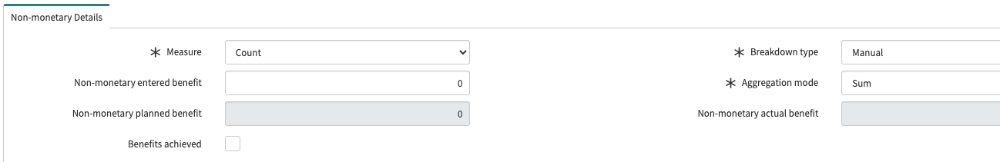 Non-monetary Details
* Measure Count * Breakdown type Manual
Non-monetary entered benefit 0 * Aggregation mode Sum
Non-monetary planned benefit 0 Non-monetary actual benefit
Benefits achieved